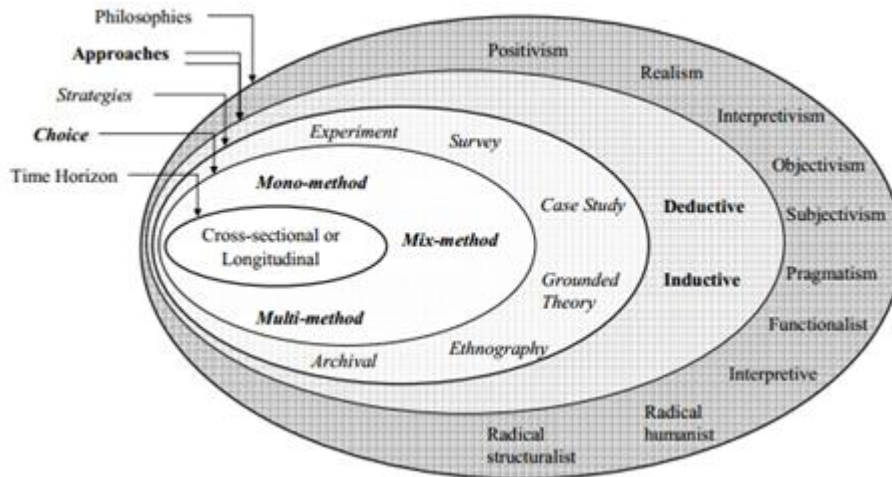 Philosophies
Approaches
Strategies
Choice
Time Horizon
Positivism
Realism
Interpretivism
Objectivism
Subjectivism
Pragmatism
Functionalist
Interpretive
Radical
humanist
Radical
structuralist
Deductive
Inductive
Experiment
Survey
Case Study
Grounded
Theory
Ethnography
Archival
Mono-method
Mix-method
Multi-method
Cross-sectional or
Longitudinal